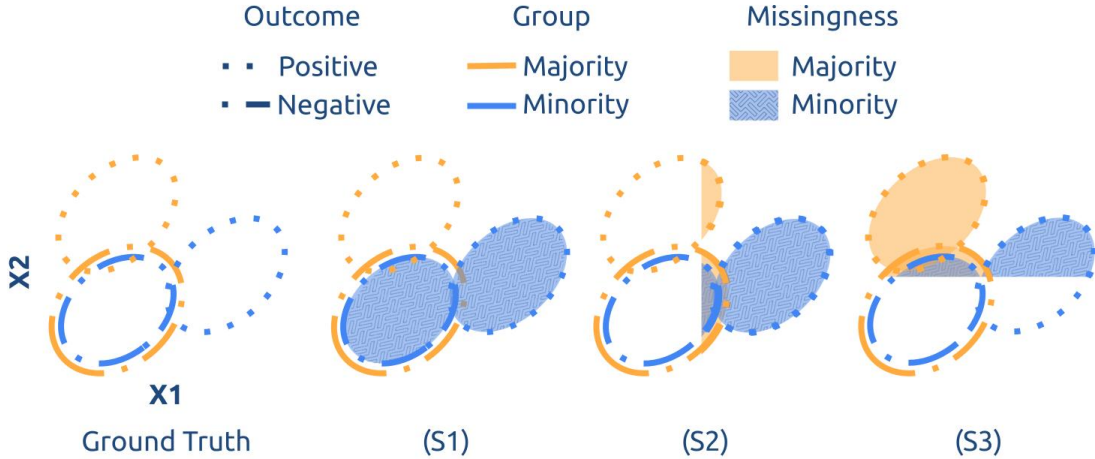 Outcome Group Missingness
Positive Majority Majority
Negative Minority Minority
X2
X1
Ground Truth (S1) (S2) (S3)